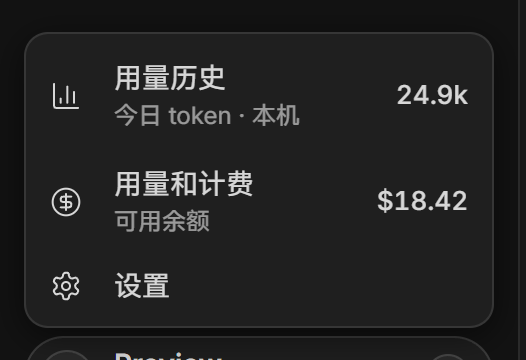 用量历史
24.9k
今日 token · 本机
用量和计费
$18.42
可用余额
设置
Preview